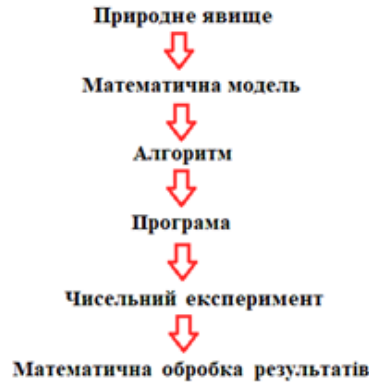 Природне явище
Математична модель
Алгоритм
Програма
Чисельний експеримент
Математична обробка результатів